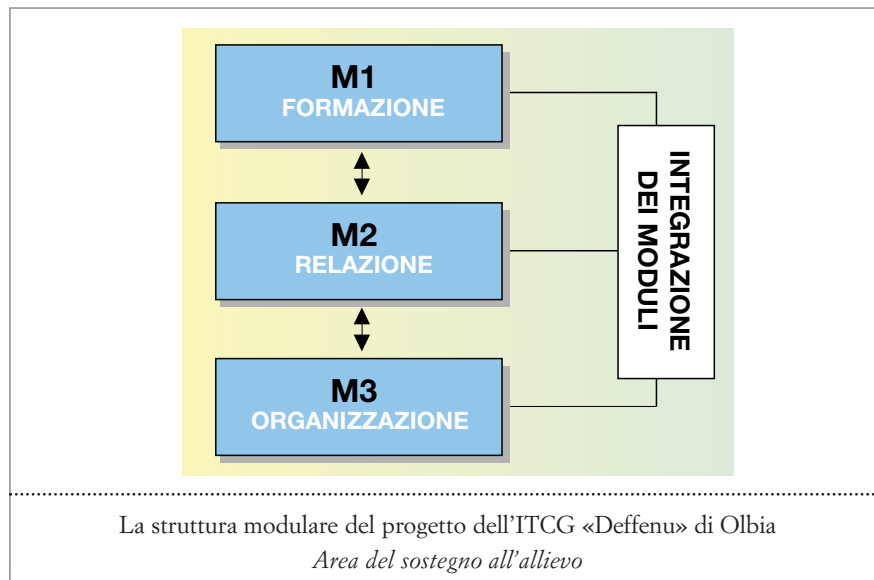 M1
FORMAZIONE
M2
RELAZIONE
M3
ORGANIZZAZIONE
INTEGRAZIONE
DEI MODULI
La struttura modulare del progetto dell’ITCG «Deffenu» di Olbia
Area del sostegno all’allievo